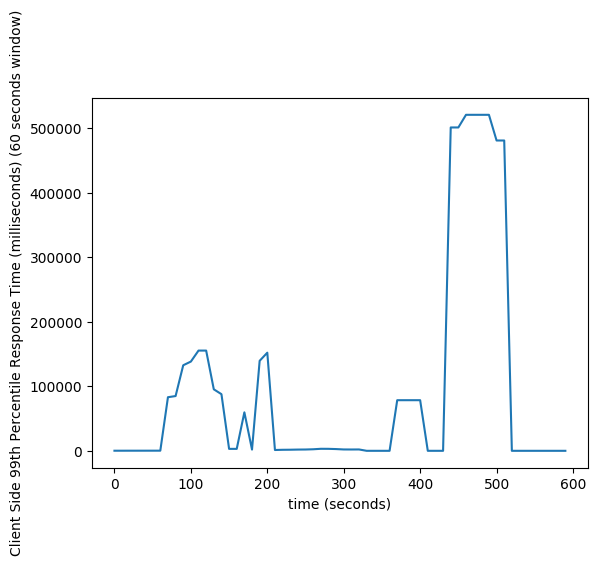 Client Side 99th Percentile Response Time (milliseconds) (60 seconds window)
500000
400000
300000
200000
100000
0
0 100 200 300 400 500 600
time (seconds)